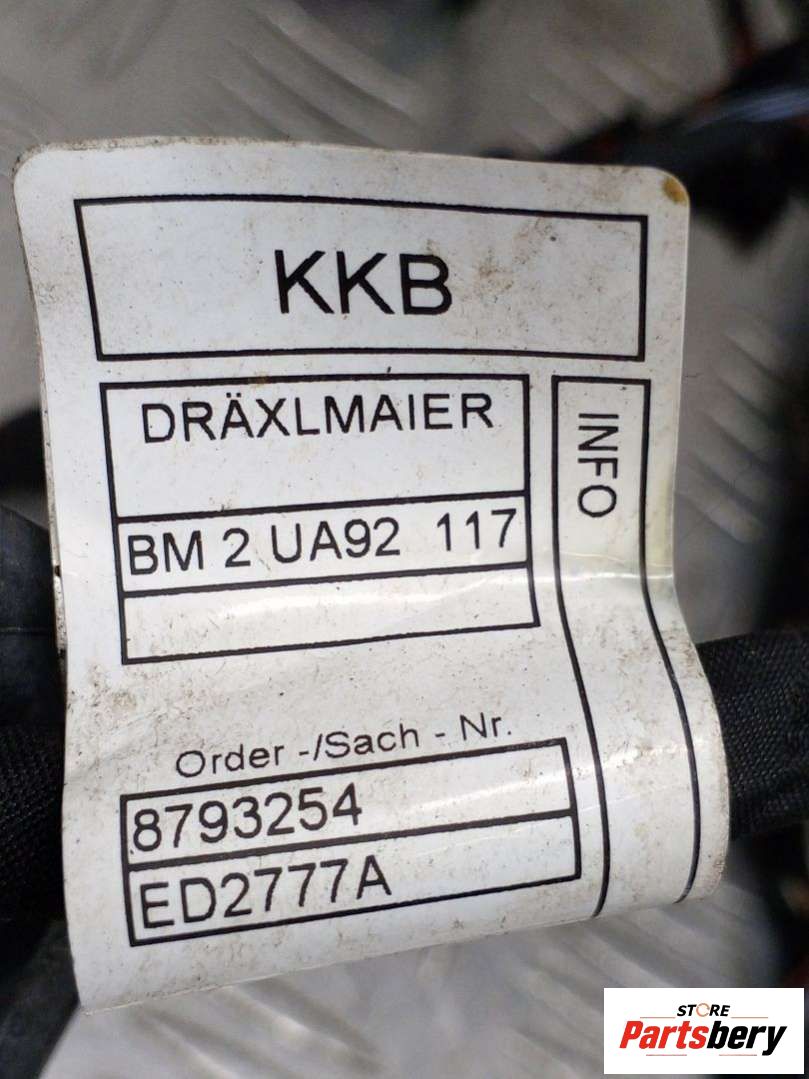 KKB
DRÄXLMAIER
INFO
BM 2 UA92 117
Order -/Sach - Nr.
8793254
ED2777A
STORE
Partsbery